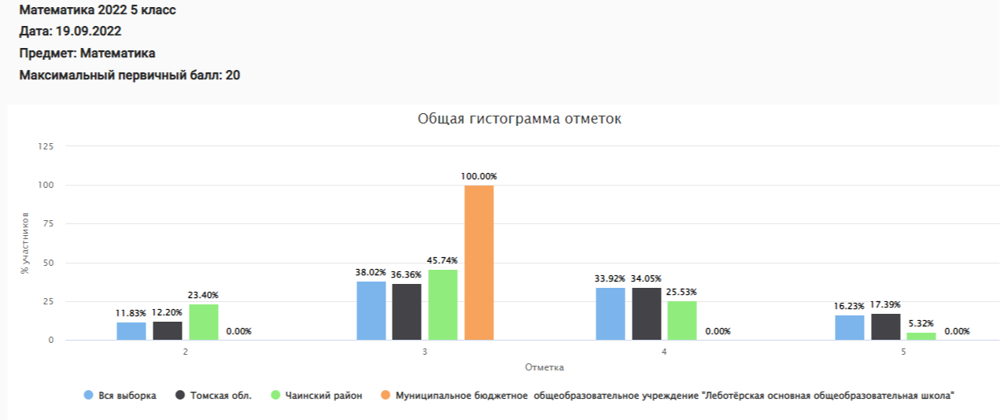 Математика 2022 5 класс
Дата: 19.09.2022
Предмет: Математика
Максимальный первичный балл: 20
Общая гистограмма отметок
125
100
75
50
25
0
% участников
11.83% 12.20% 23.40% 0.00%
38.02% 36.36% 45.74% 100.00%
33.92% 34.05% 25.53% 0.00%
16.23% 17.39% 5.32% 0.00%
2 3 4 5
Отметка
Вся выборка Томская обл. Чаинский район Муниципальное бюджетное общеобразовательное учреждение "Леботёрская основная общеобразовательная школа"